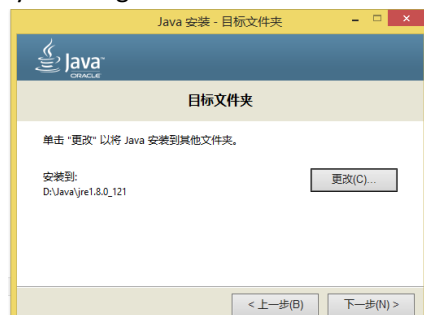 Java 安装 - 目标文件夹
Java
ORACLE
目标文件夹
单击 "更改" 以将 Java 安装到其他文件夹。
安装到:
D:\Java\jre1.8.0_121
更改(C)...
< 上一步(B)
下一步(N) >